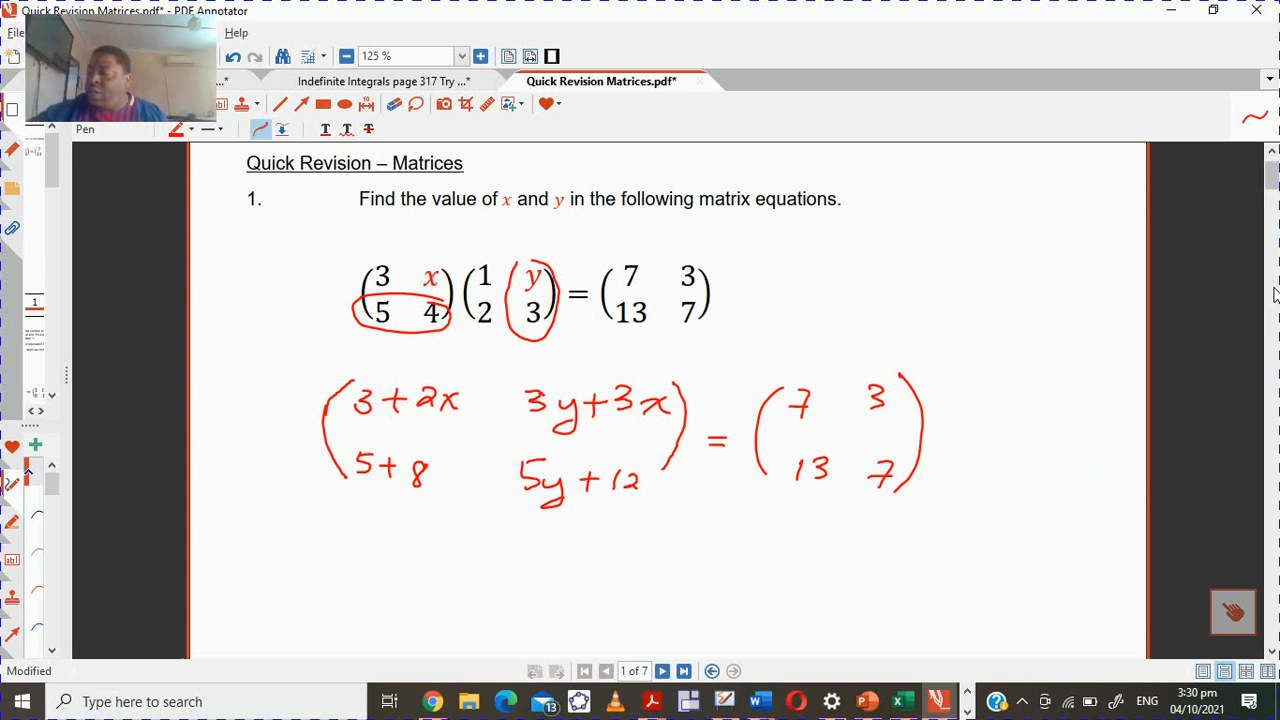 Quick Revision Matrices.pdf* - PDF Annotator
Help
125 %
Indefinite Integrals page 317 Try ...*
Quick Revision Matrices.pdf*
Pen
Quick Revision – Matrices
1. Find the value of x and y in the following matrix equations.
(3 x) (1 y) = (7 3)
(5 4) (2 3) (13 7)
(3+2x 3y+3x) = (7 3)
(5+8 5y+12) (13 7)
1
Modified
1 of 7
Type here to search
13
ENG
3:30 pm
04/10/2021